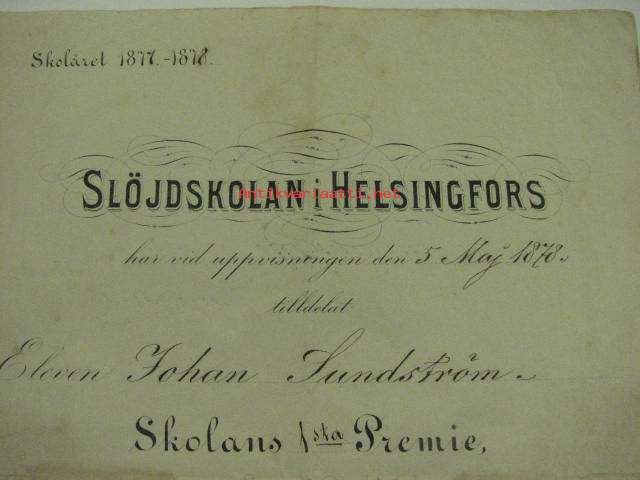 Skolåret 1877.-1878.
SLÖJDSKOLAN i HELSINGFORS
Antikvariaatti.net
har vid uppvisningen den 5 Maj 1878.
tilldelat
Eleven Johan Sundström.
Skolans 1sta Premie,